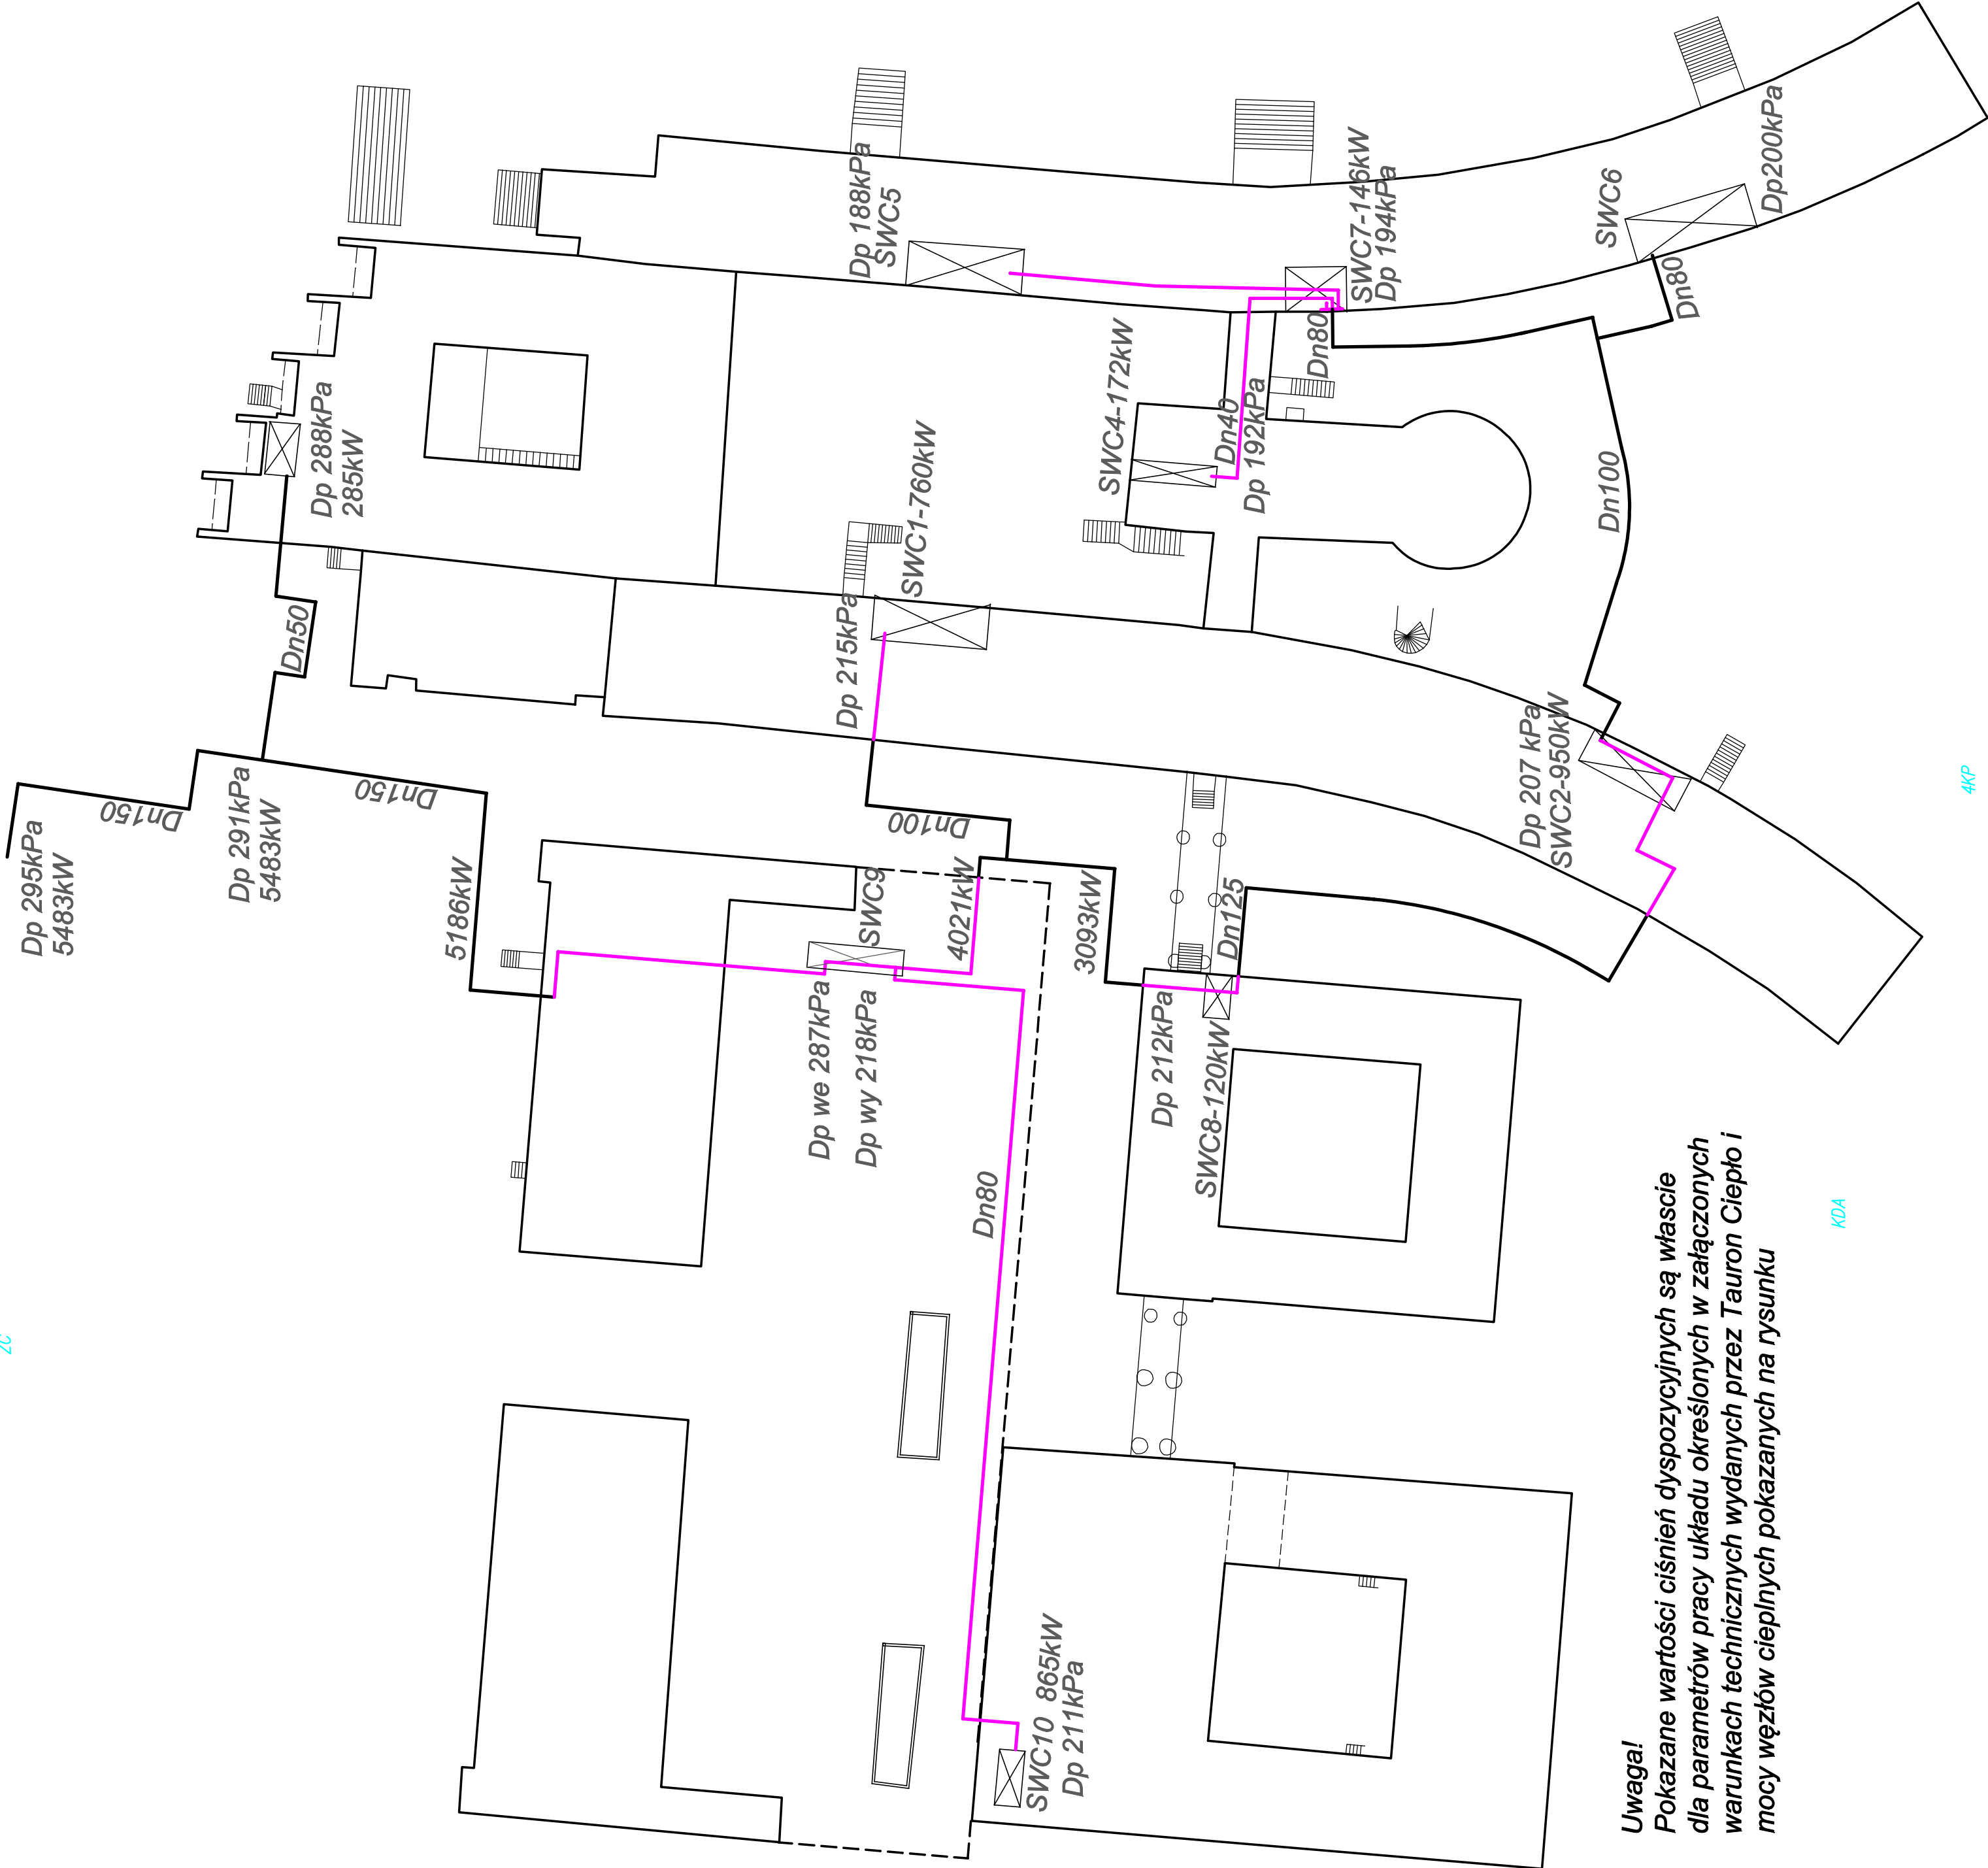 Dp 295kPa
5483kW
Dn150
Dp 291kPa
5483kW
Dn150
5186kW
Dn50
Dp 288kPa
285kW
Dp 188kPa
SWC5
SWC7-146kW
Dp 194kPa
SWC6
Dp200kPa
Dn80
Dn80
SWC4-172kW
Dn40
Dp 192kPa
Dn100
SWC1-760kW
Dp 215kPa
Dn100
Dp 207 kPa
SWC2-950kW
SWC9
4021kW
3093kW
Dn125
Dp we 287kPa
Dp wy 218kPa
Dp 212kPa
SWC8-120kW
Dn80
SWC10 865kW
Dp 211kPa
Uwaga!
Pokazane wartości ciśnień dyspozycyjnych są włascie
dla parametrów pracy układu określonych w załączonych
warunkach technicznych wydanych przez Tauron Ciepło i
mocy węzłów cieplnych pokazanych na rysunku
4KP
KDA